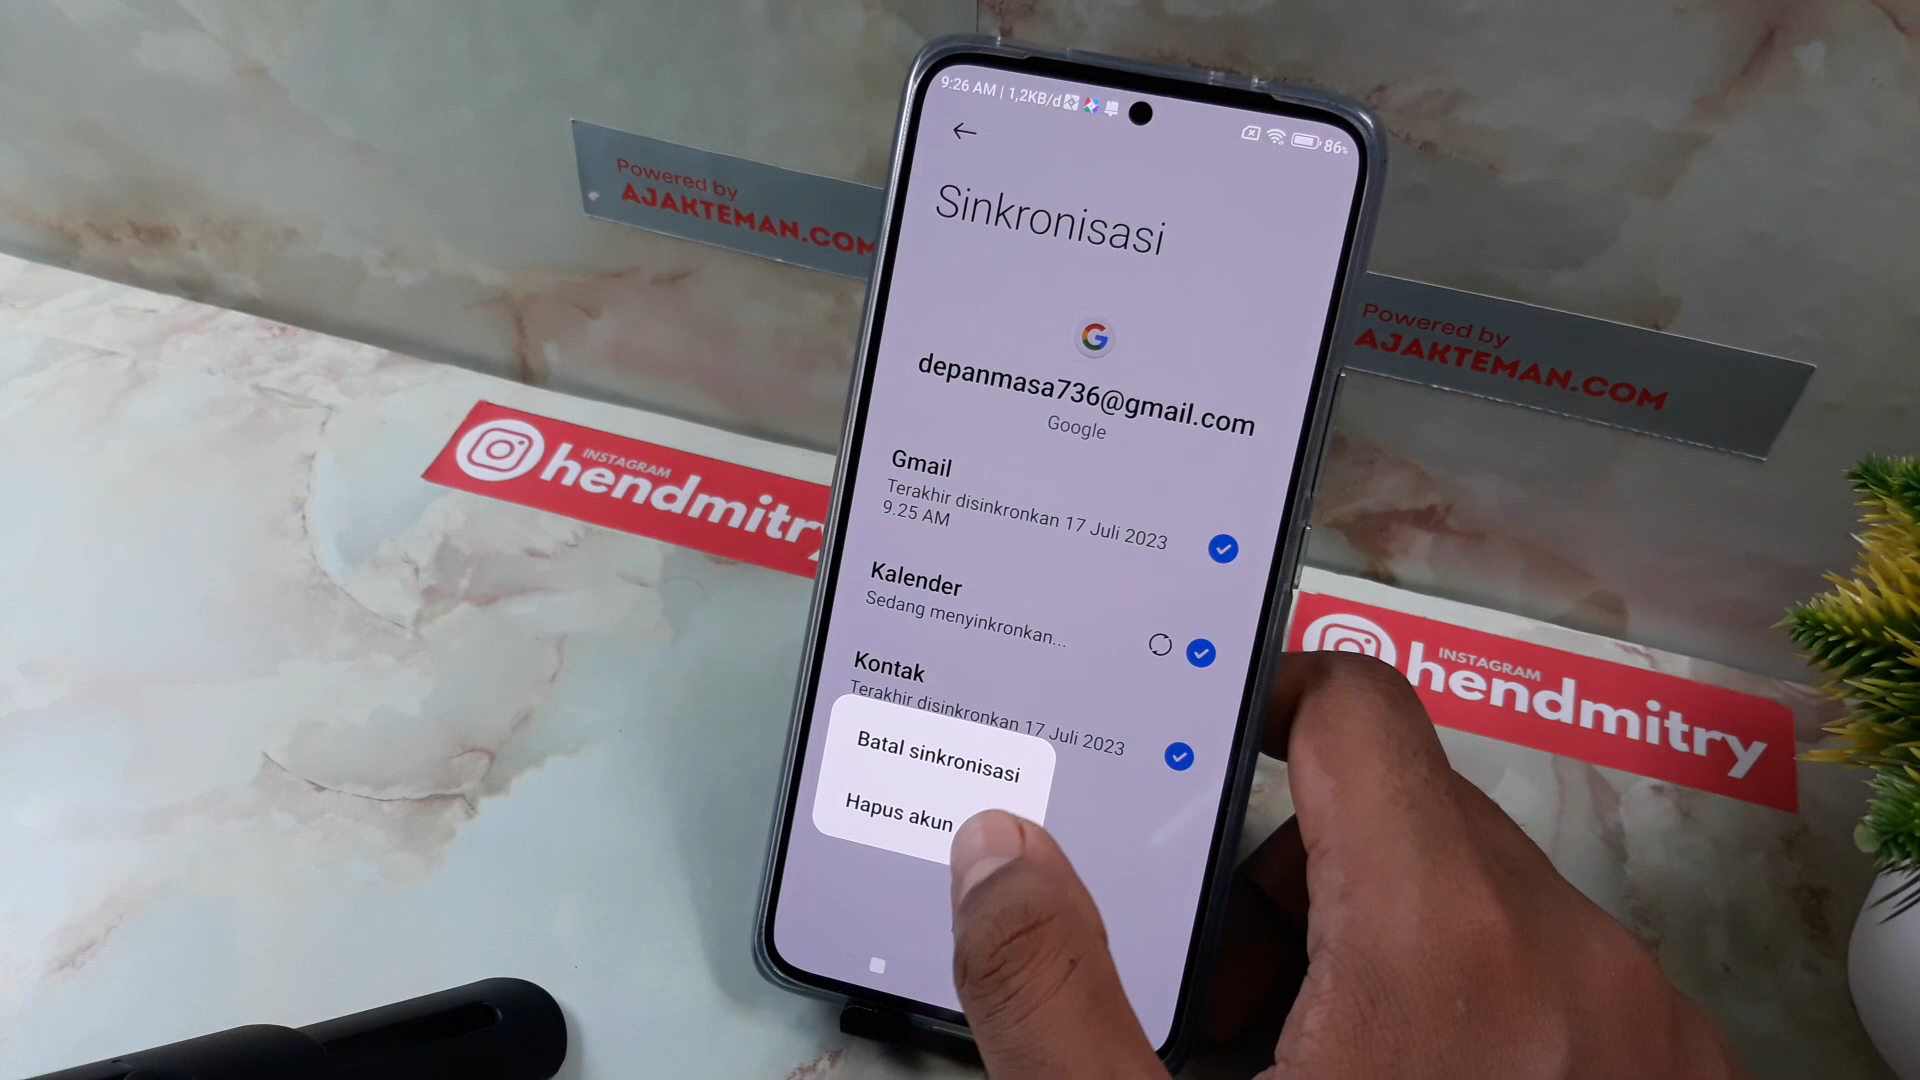 9:26 AM | 1,2KB/d
86%
Sinkronisasi
depanmasa736@gmail.com
Google
Gmail
Terakhir disinkronkan 17 Juli 2023
9.25 AM
Kalender
Sedang menyinkronkan...
Kontak
Terakhir disinkronkan 17 Juli 2023
Batal sinkronisasi
Hapus akun
Powered by
AJAKTEMAN.COM
Powered by
AJAKTEMAN.COM
INSTAGRAM
hendmitry
INSTAGRAM
hendmitry